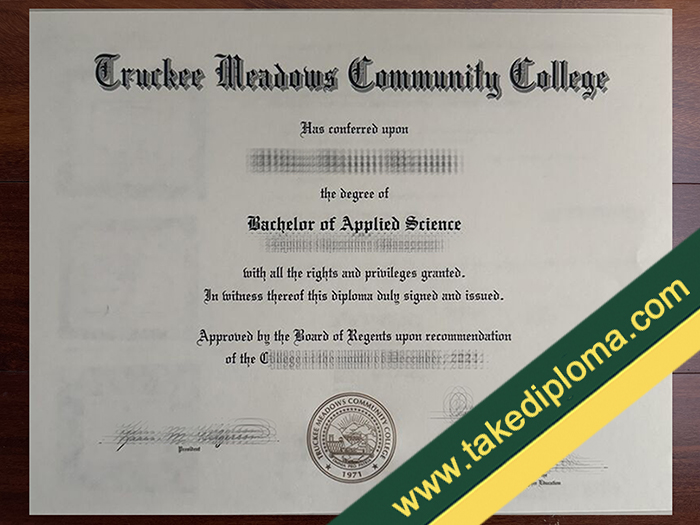 Truckee Meadows Community College
Has conferred upon
the degree of
Bachelor of Applied Science
with all the rights and privileges granted.
In witness thereof this diploma duly signed and issued.
Approved by the Board of Regents upon recommendation
of the
President
Education
TRUCKEE MEADOWS COMMUNITY COLLEGE
1971
www.takediploma.com